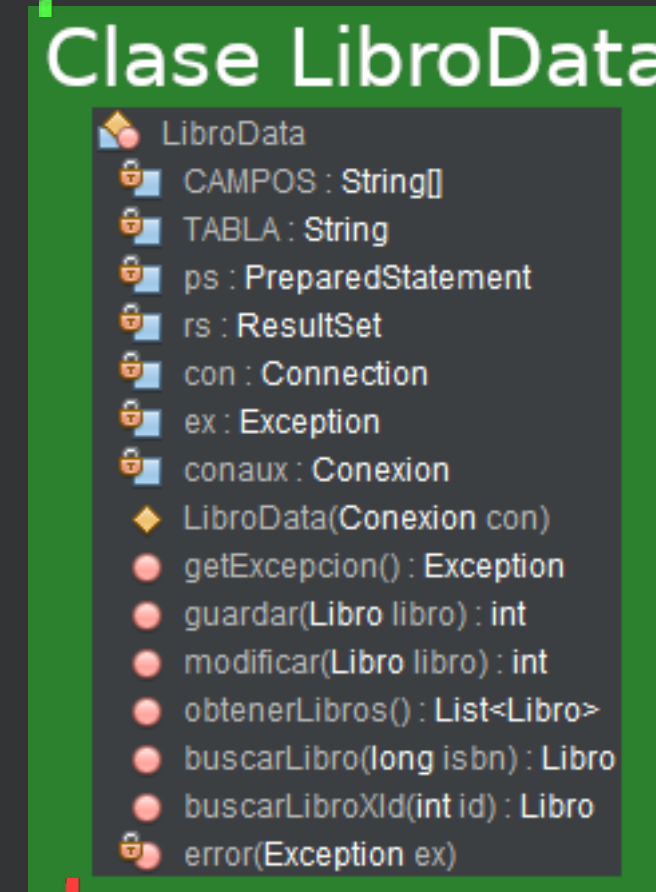 Clase LibroData
LibroData
CAMPOS : String[]
TABLA : String
ps : PreparedStatement
rs : ResultSet
con : Connection
ex : Exception
conaux : Conexion
LibroData(Conexion con)
getExcepcion() : Exception
guardar(Libro libro) : int
modificar(Libro libro) : int
obtenerLibros() : List<Libro>
buscarLibro(long isbn) : Libro
buscarLibroXId(int id) : Libro
error(Exception ex)